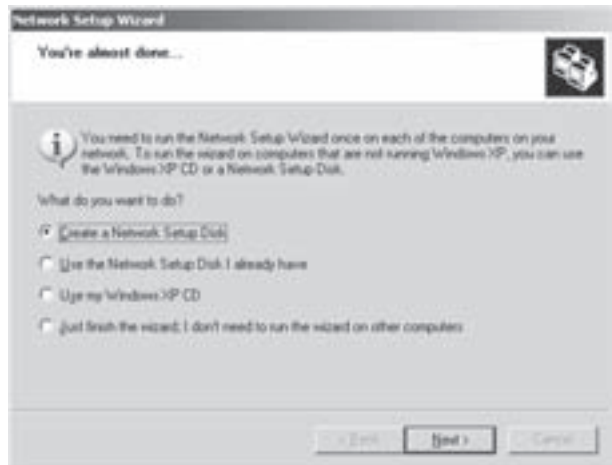 Network Setup Wizard
You're almost done...
You need to run the Network Setup Wizard once on each of the computers on your
network. To run the wizard on computers that are not running Windows XP, you can use
the Windows XP CD or a Network Setup Disk.
What do you want to do?
Create a Network Setup Disk
Use the Network Setup Disk I already have
Use my Windows XP CD
Just finish the wizard; I don't need to run the wizard on other computers
< Back Next > Cancel